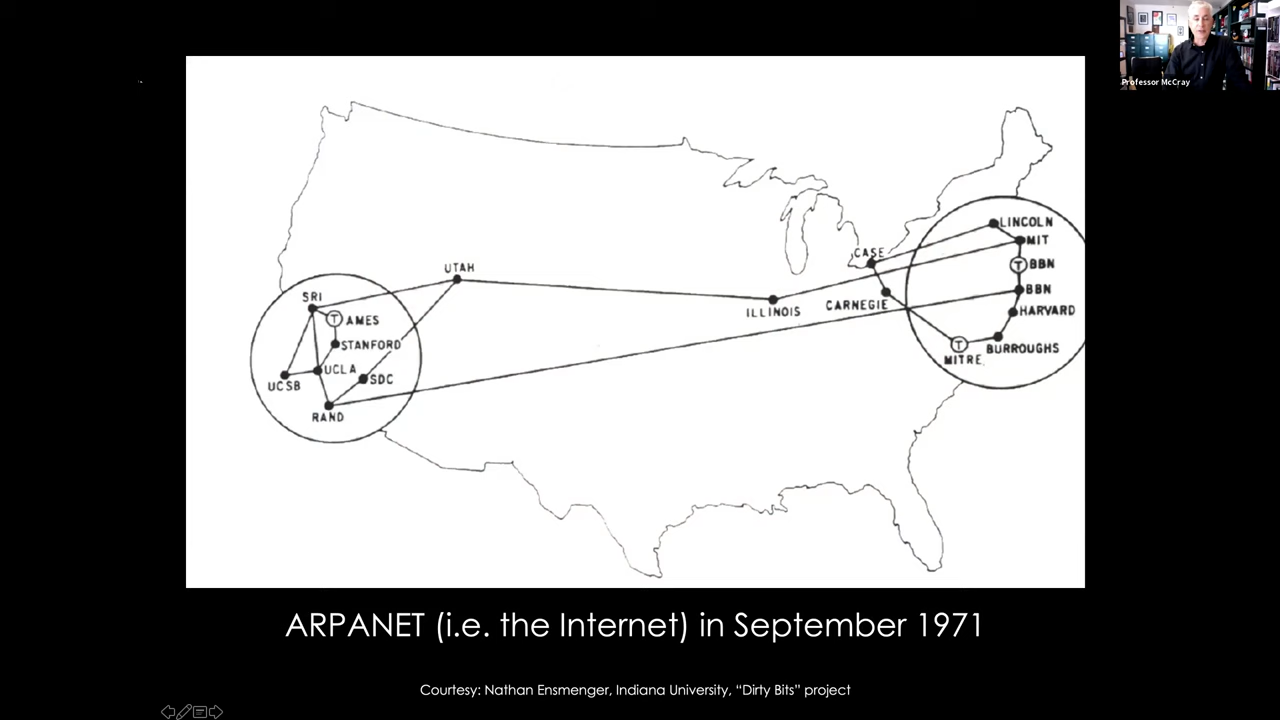 Professor McCray
LINCOLN
MIT
T BBN
CASE
UTAH
BBN
SRI
ILLINOIS
CARNEGIE
HARVARD
T AMES
STANFORD
T
BURROUGHS
MITRE
UCLA
SDC
UCSB
RAND
ARPANET (i.e. the Internet) in September 1971
Courtesy: Nathan Ensmenger, Indiana University, “Dirty Bits” project